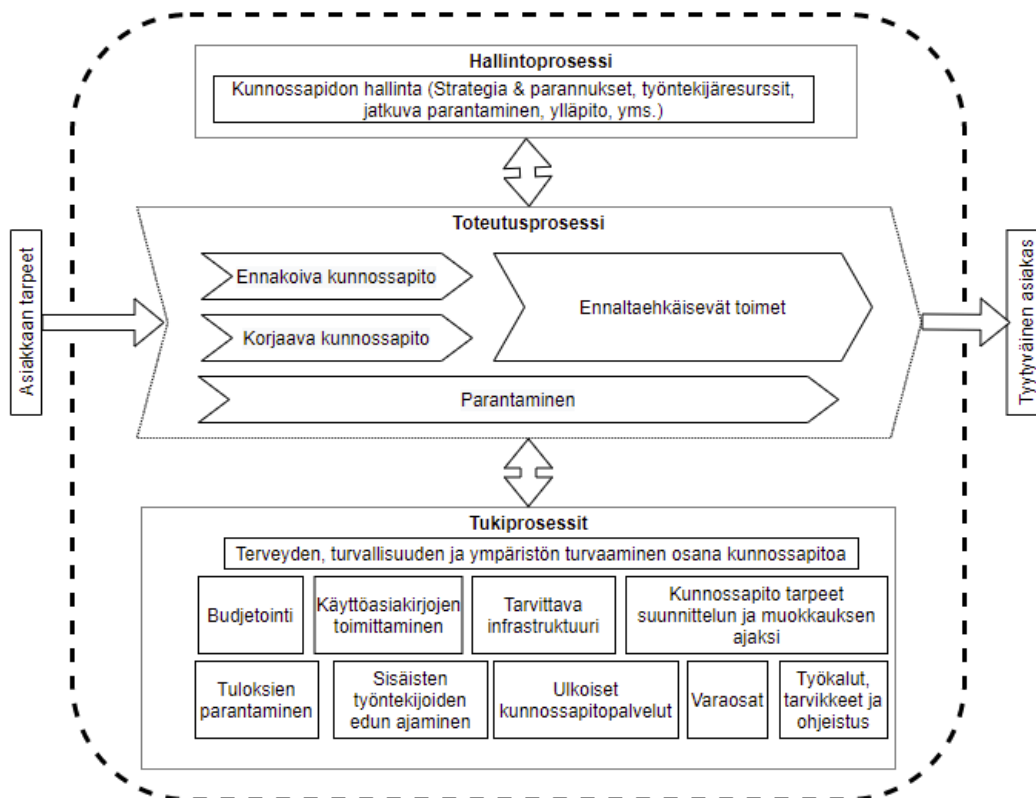 Hallintoprosessi
Kunnossapidon hallinta (Strategia & parannukset, työntekijäresurssit,
jatkuva parantaminen, ylläpito, yms.)
Asiakkaan tarpeet
Toteutusprosessi
Ennakoiva kunnossapito
Korjaava kunnossapito
Ennaltaehkäisevät toimet
Parantaminen
Tyytyväinen asiakas
Tukiprosessit
Terveyden, turvallisuuden ja ympäristön turvaaminen osana kunnossapitoa
Budjetointi
Käyttöasiakirjojen
toimittaminen
Tarvittava
infrastruktuuri
Kunnossapito tarpeet
suunnittelun ja muokkauksen
ajaksi
Tuloksien
parantaminen
Sisäisten
työntekijoiden
edun ajaminen
Ulkoiset
kunnossapitopalvelut
Varaosat
Työkalut,
tarvikkeet ja
ohjeistus